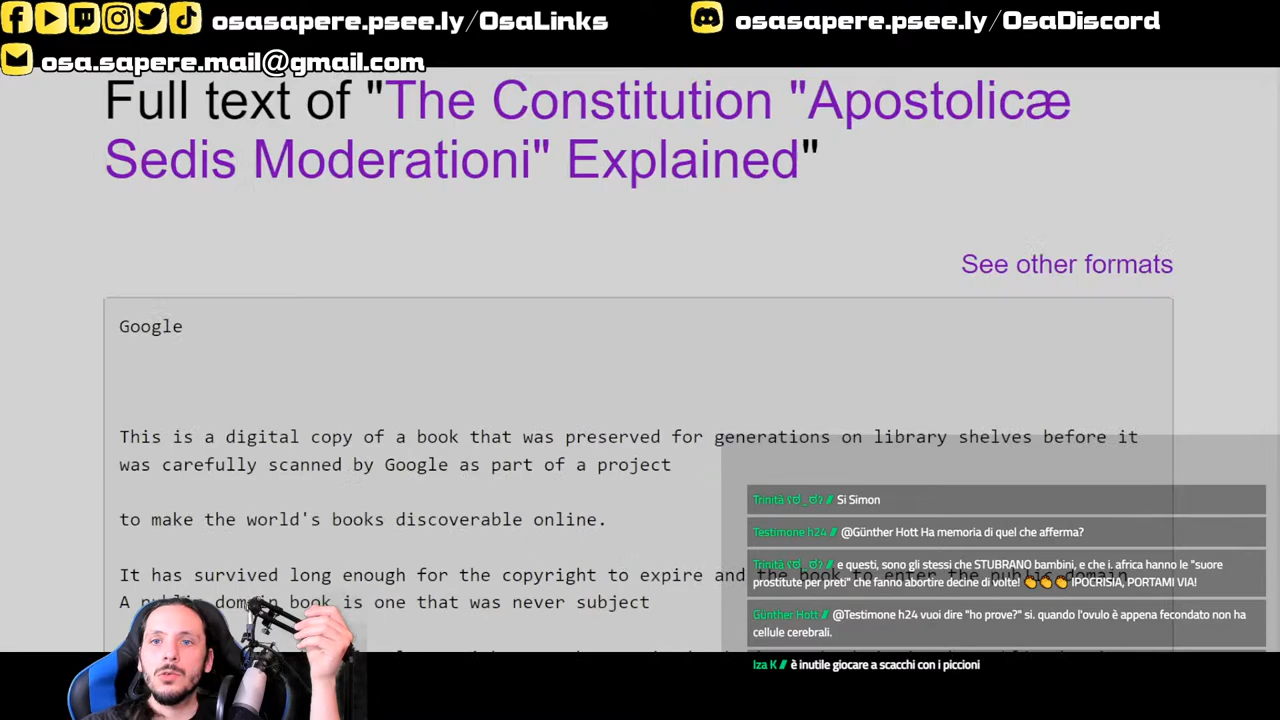 osasapere.psee.ly/OsaLinks
osasapere.psee.ly/OsaDiscord
osa.sapere.mail@gmail.com
Full text of "The Constitution "Apostolicæ
Sedis Moderationi" Explained"
See other formats
Google
This is a digital copy of a book that was preserved for generations on library shelves before it
was carefully scanned by Google as part of a project
to make the world's books discoverable online.
It has survived long enough for the copyright to expire and the book to enter the public domain.
A public domain book is one that was never subject
Trinità Si Simon
Testimone h24 // @Günther Hott Ha memoria di quel che afferma?
Trinità e questi, sono gli stessi che STUBRANO bambini, e che i. africa hanno le "suore
prostitute per preti" che fanno abortire decine di volte! 👏👏👏 IPOCRISIA, PORTAMI VIA!
Günther Hott // @Testimone h24 vuoi dire "ho prove?" si. quando l'ovulo è appena fecondato non ha
cellule cerebrali.
Iza K // è inutile giocare a scacchi con i piccioni